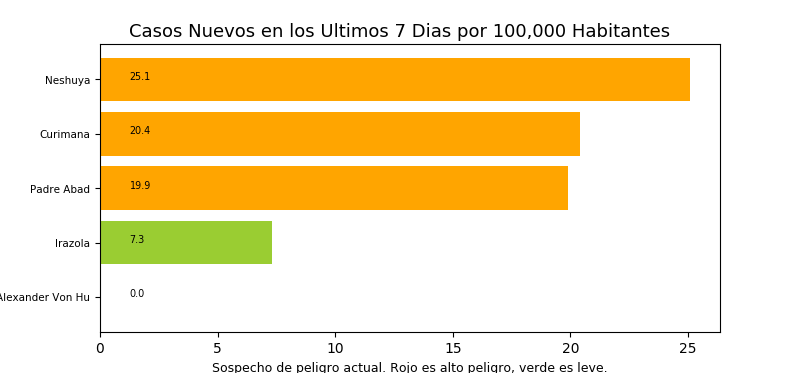 Casos Nuevos en los Ultimos 7 Dias por 100,000 Habitantes
Neshuya 25.1
Curimana 20.4
Padre Abad 19.9
Irazola 7.3
Alexander Von Hu 0.0
0 5 10 15 20 25
Sospecho de peligro actual. Rojo es alto peligro, verde es leve.